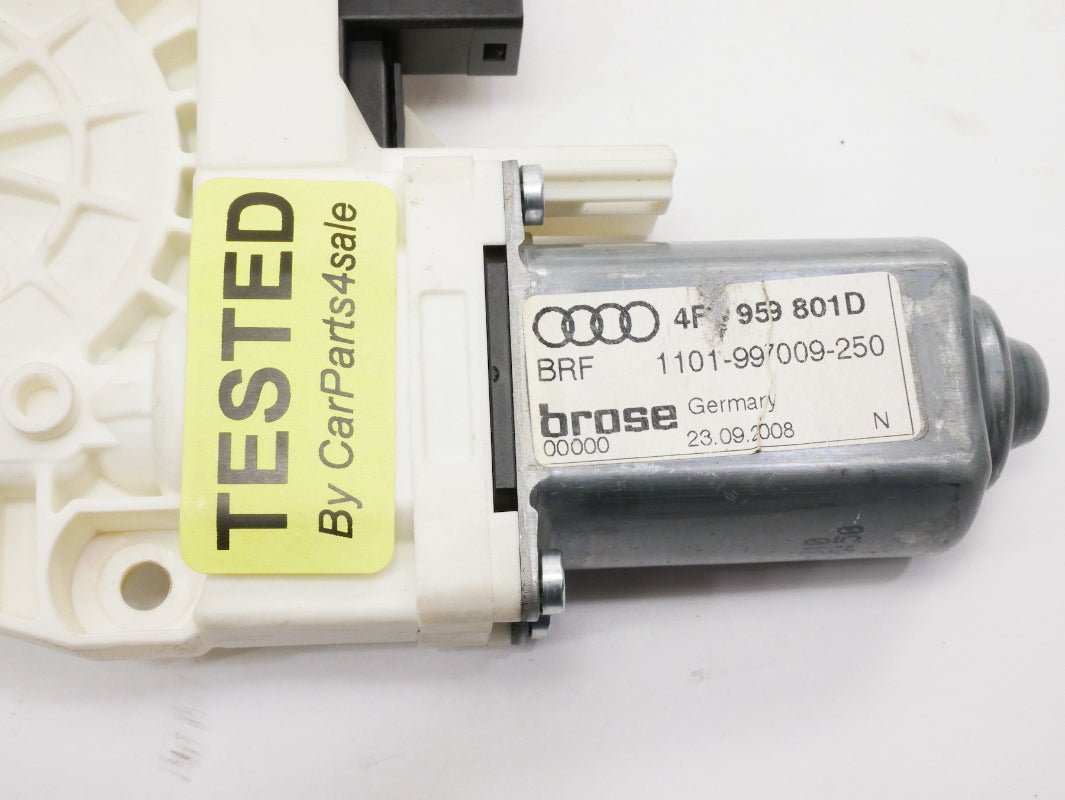 TESTED
By CarParts4sale
959 801D
BRF 1101-997009-250
brose Germany
00000 23.09.2008 N